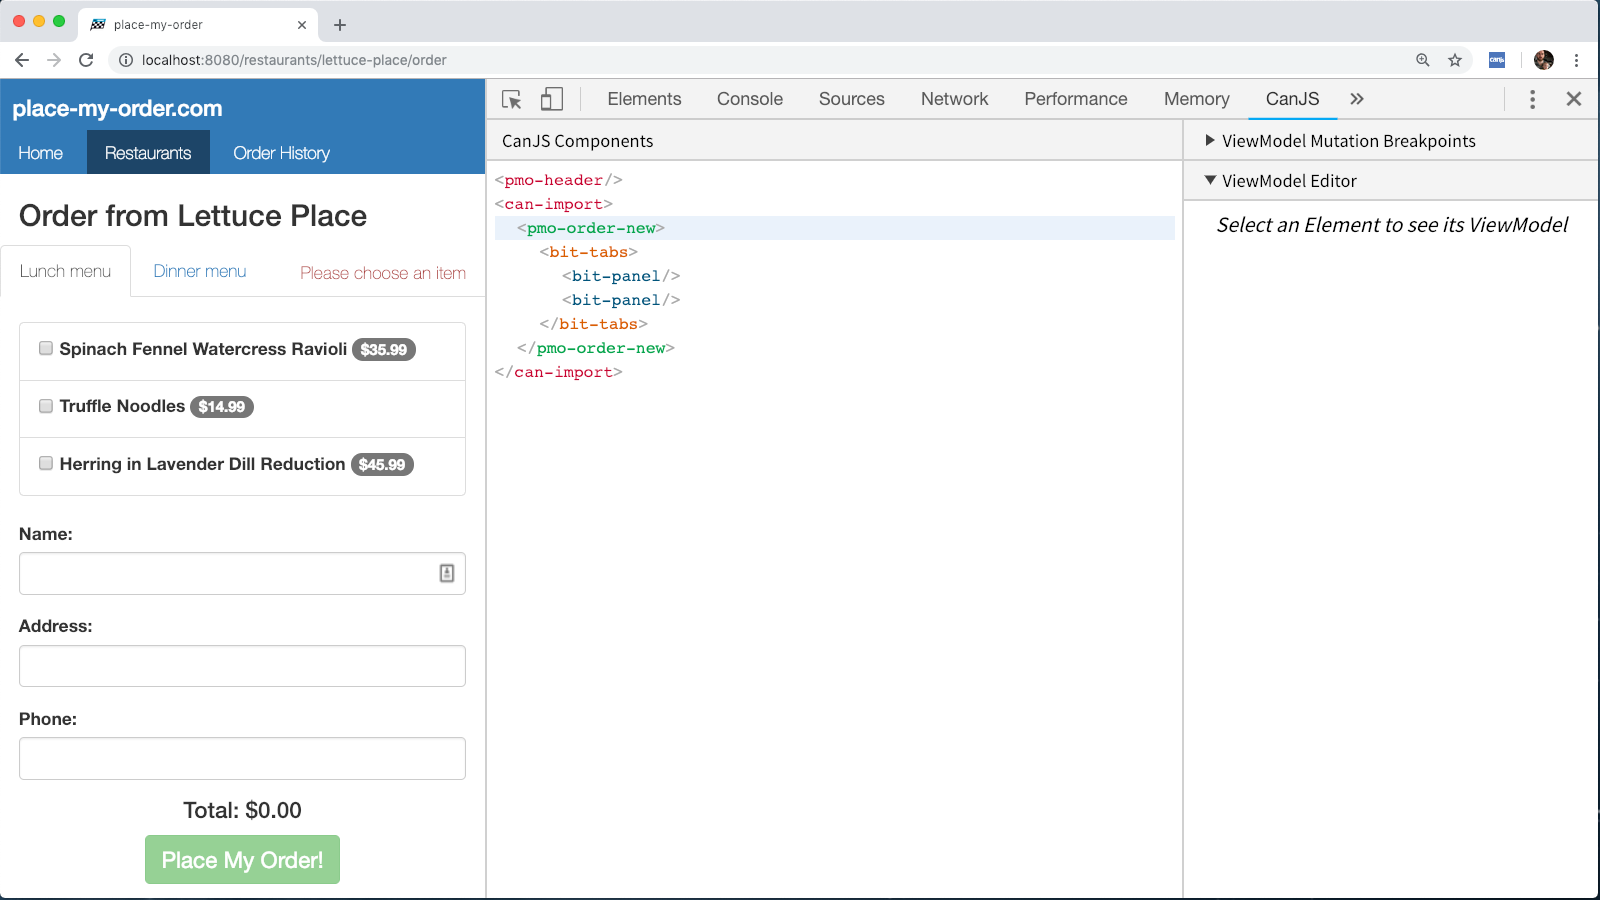 place-my-order
localhost:8080/restaurants/lettuce-place/order
place-my-order.com
Home Restaurants Order History
Order from Lettuce Place
Lunch menu Dinner menu Please choose an item
Spinach Fennel Watercress Ravioli $35.99
Truffle Noodles $14.99
Herring in Lavender Dill Reduction $45.99
Name:
Address:
Phone:
Total: $0.00
Place My Order!
Elements Console Sources Network Performance Memory CanJS
CanJS Components
<pmo-header/>
<can-import>
<pmo-order-new>
<bit-tabs>
<bit-panel/>
<bit-panel/>
</bit-tabs>
</pmo-order-new>
</can-import>
ViewModel Mutation Breakpoints
ViewModel Editor
Select an Element to see its ViewModel